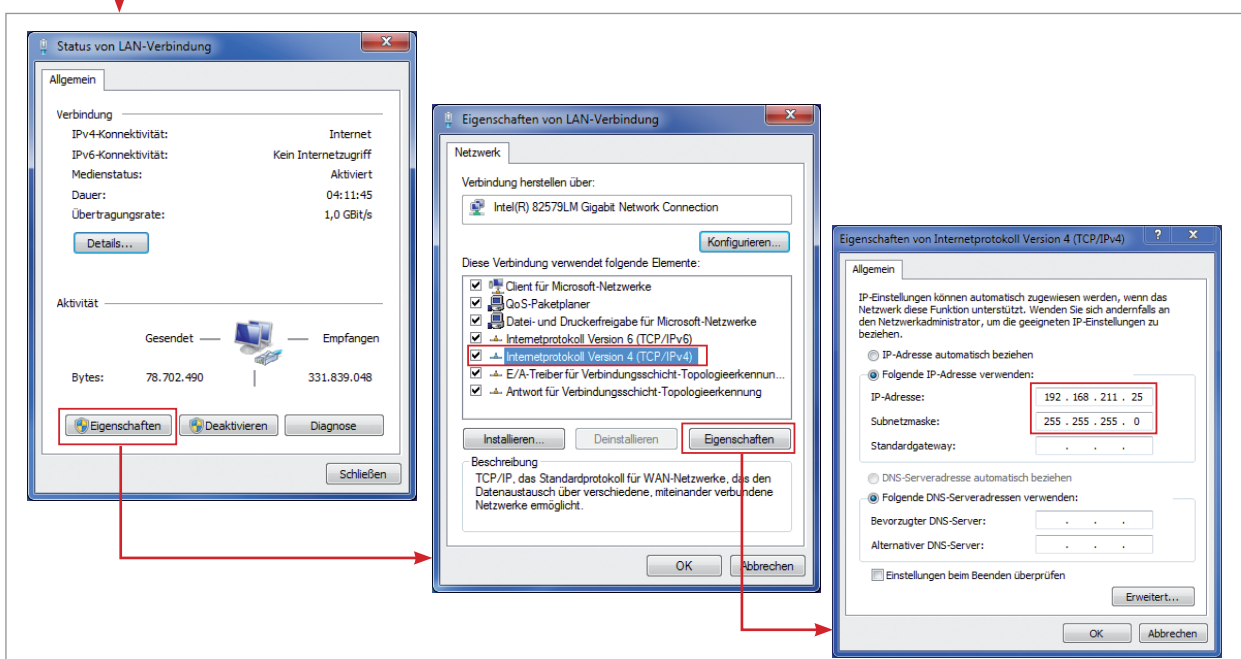 Status von LAN-Verbindung
Allgemein
Verbindung
IPv4-Konnektivität: Internet
IPv6-Konnektivität: Kein Internetzugriff
Medienstatus: Aktiviert
Dauer: 04:11:45
Übertragungsrate: 1,0 GBit/s
Details...
Aktivität
Gesendet — — Empfangen
Bytes: 78.702.490 331.839.048
Eigenschaften Deaktivieren Diagnose
Schließen
Eigenschaften von LAN-Verbindung
Netzwerk
Verbindung herstellen über:
Intel(R) 82579LM Gigabit Network Connection
Konfigurieren...
Diese Verbindung verwendet folgende Elemente:
Client für Microsoft-Netzwerke
QoS-Paketplaner
Datei- und Druckerfreigabe für Microsoft-Netzwerke
Internetprotokoll Version 6 (TCP/IPv6)
Internetprotokoll Version 4 (TCP/IPv4)
E/A-Treiber für Verbindungsschicht-Topologieerkennun...
Antwort für Verbindungsschicht-Topologieerkennung
Installieren... Deinstallieren Eigenschaften
Beschreibung
TCP/IP, das Standardprotokoll für WAN-Netzwerke, das den
Datenaustausch über verschiedene, miteinander verbundene
Netzwerke ermöglicht.
OK Abbrechen
Eigenschaften von Internetprotokoll Version 4 (TCP/IPv4) ? X
Allgemein
IP-Einstellungen können automatisch zugewiesen werden, wenn das
Netzwerk diese Funktion unterstützt. Wenden Sie sich andernfalls an
den Netzwerkadministrator, um die geeigneten IP-Einstellungen zu
beziehen.
IP-Adresse automatisch beziehen
Folgende IP-Adresse verwenden:
IP-Adresse: 192 . 168 . 211 . 25
Subnetzmaske: 255 . 255 . 255 . 0
Standardgateway: . . .
DNS-Serveradresse automatisch beziehen
Folgende DNS-Serveradressen verwenden:
Bevorzugter DNS-Server: . . .
Alternativer DNS-Server: . . .
Einstellungen beim Beenden überprüfen
Erweitert...
OK Abbrechen